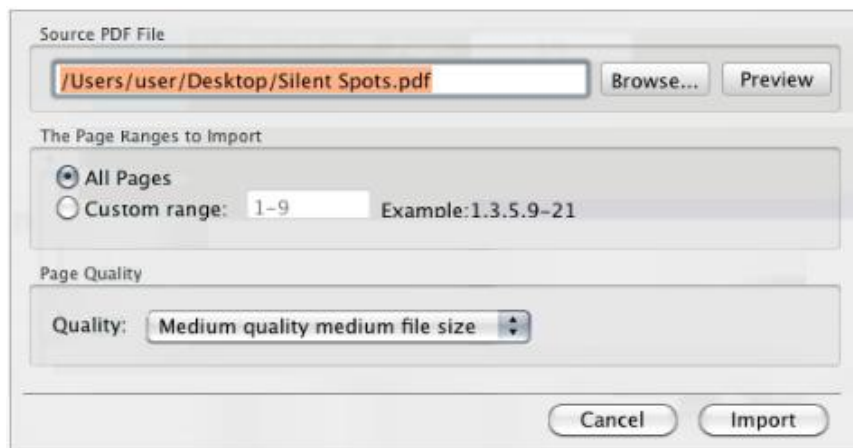 Source PDF File
/Users/user/Desktop/Silent Spots.pdf Browse... Preview
The Page Ranges to Import
All Pages
Custom range: 1-9 Example:1.3.5.9-21
Page Quality
Quality: Medium quality medium file size
Cancel Import